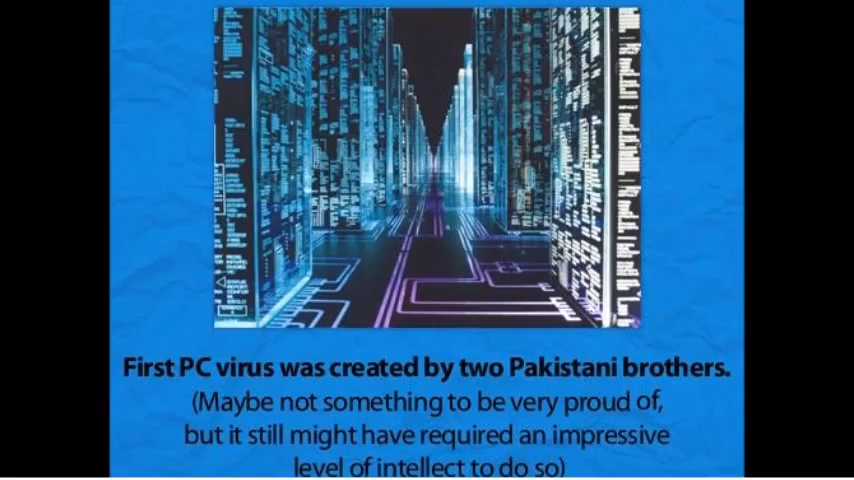 First PC virus was created by two Pakistani brothers.
(Maybe not something to be very proud of,
but it still might have required an impressive
level of intellect to do so)